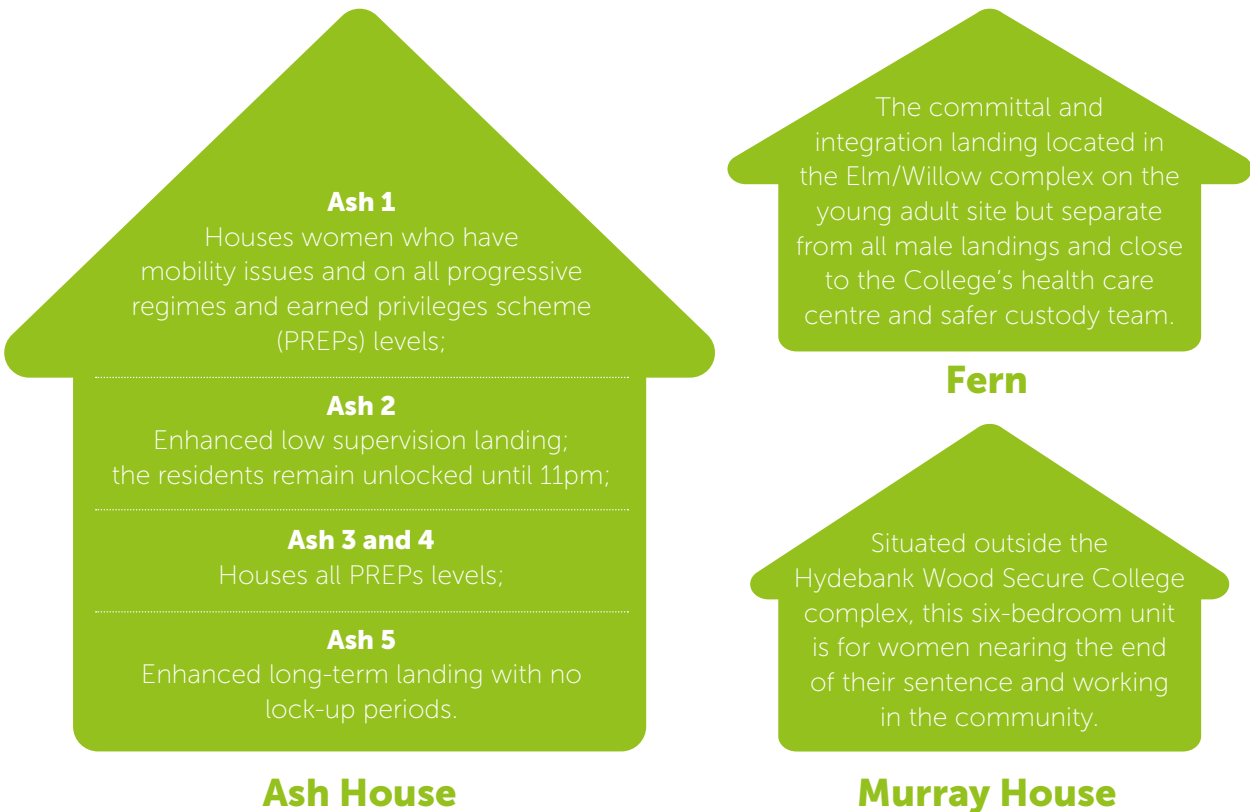 Ash 1
Houses women who have
mobility issues and on all progressive
regimes and earned privileges scheme
(PREPs) levels;
Ash 2
Enhanced low supervision landing;
the residents remain unlocked until 11pm;
Ash 3 and 4
Houses all PREPs levels;
Ash 5
Enhanced long-term landing with no
lock-up periods.
Ash House
The committal and
integration landing located in
the Elm/Willow complex on the
young adult site but separate
from all male landings and close
to the College’s health care
centre and safer custody team.
Fern
Situated outside the
Hydebank Wood Secure College
complex, this six-bedroom unit
is for women nearing the end
of their sentence and working
in the community.
Murray House